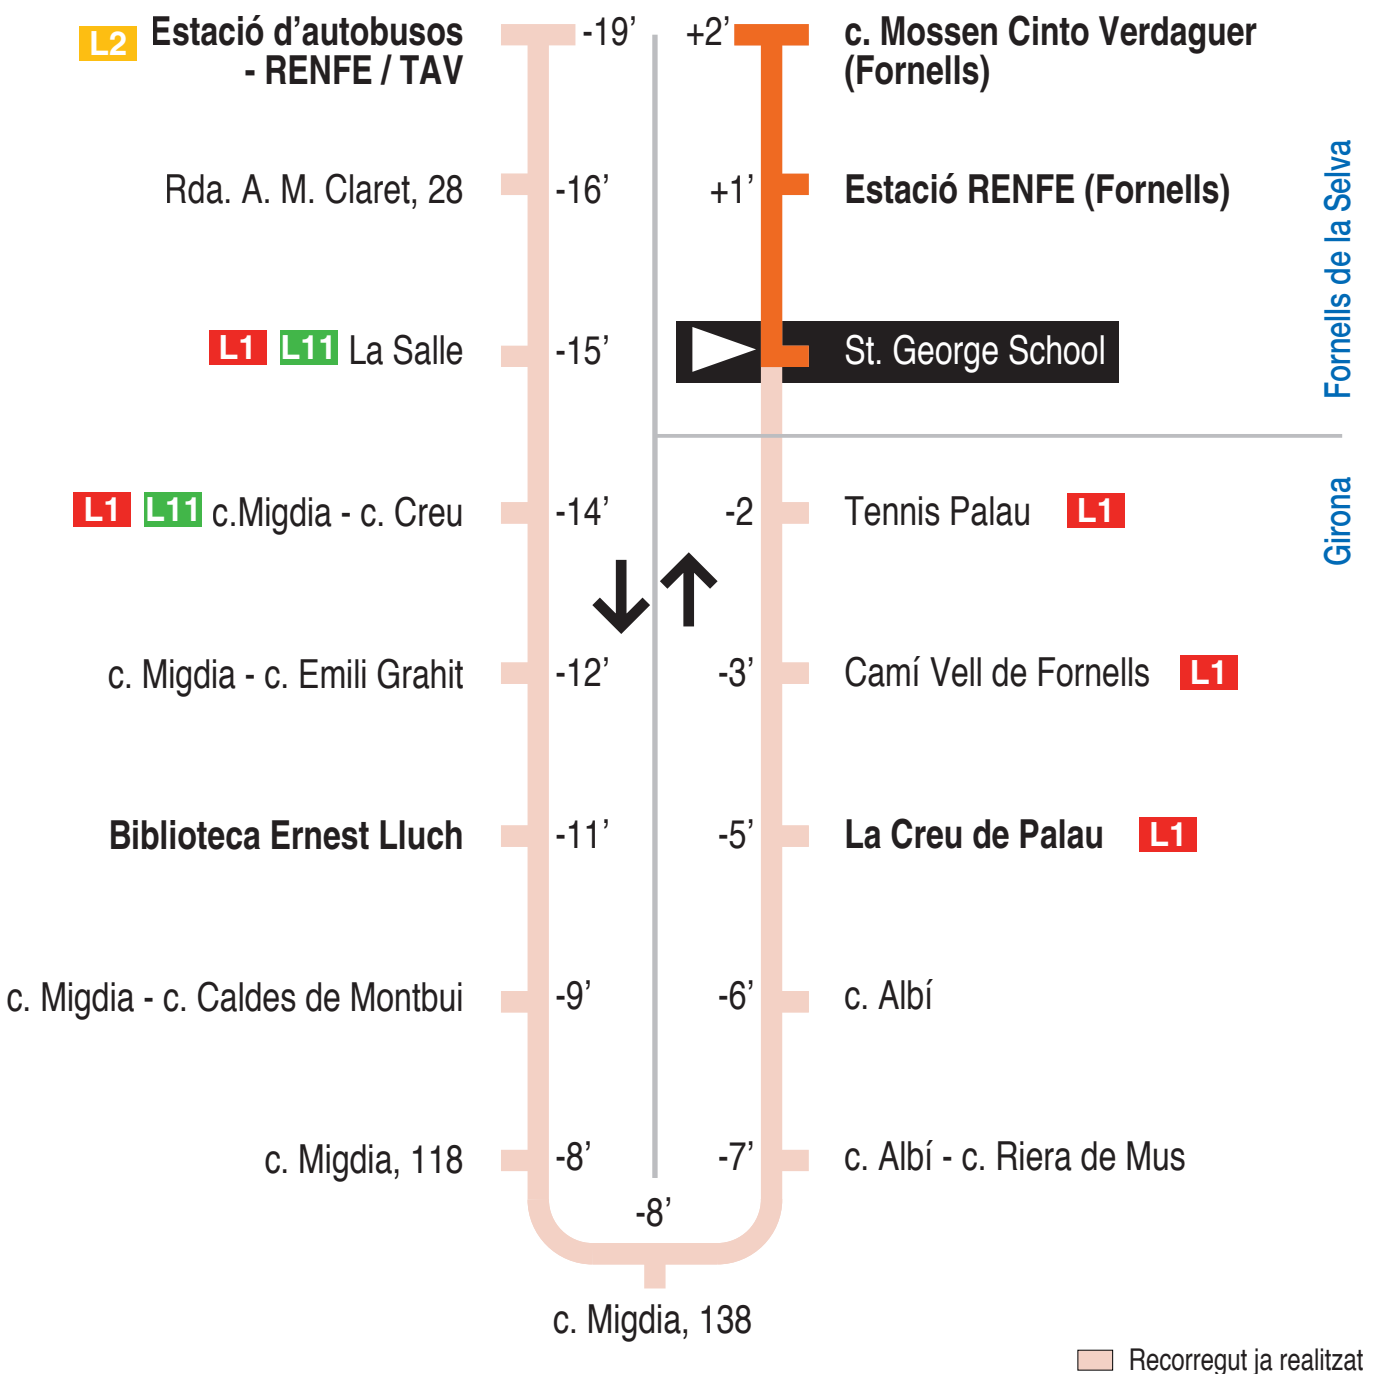 L2 Estació d’autobusos
- RENFE / TAV
-19’
Rda. A. M. Claret, 28
-16’
L1 L11 La Salle
-15’
L1 L11 c.Migdia - c. Creu
-14’
c. Migdia - c. Emili Grahit
-12’
Biblioteca Ernest Lluch
-11’
c. Migdia - c. Caldes de Montbui
-9’
c. Migdia, 118
-8’
-8’
c. Migdia, 138
+2’
c. Mossen Cinto Verdaguer
(Fornells)
+1’
Estació RENFE (Fornells)
St. George School
-2
Tennis Palau L1
-3’
Camí Vell de Fornells L1
-5’
La Creu de Palau L1
-6’
c. Albí
-7’
c. Albí - c. Riera de Mus
Fornells de la Selva
Girona
Recorregut ja realitzat